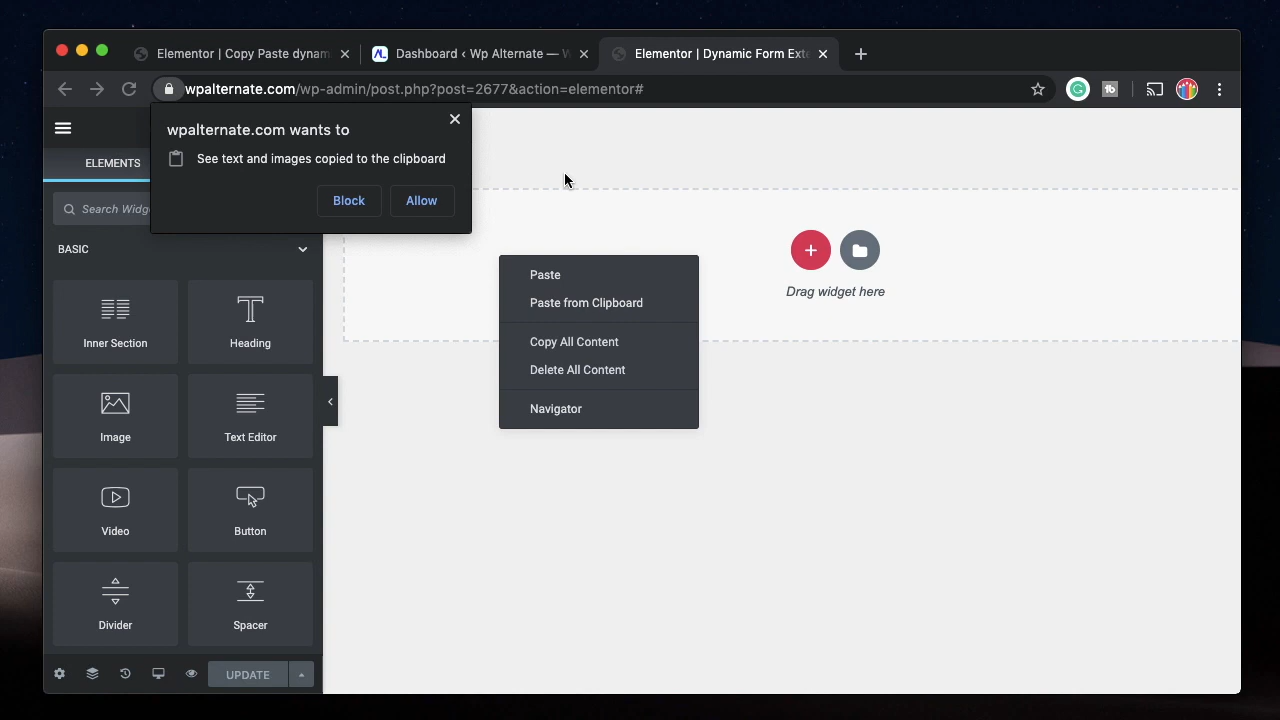 Elementor | Copy Paste dynam
Dashboard ‹ Wp Alternate — W
Elementor | Dynamic Form Exte
wpalternate.com/wp-admin/post.php?post=2677&action=elementor#
wpalternate.com wants to
See text and images copied to the clipboard
Block
Allow
ELEMENTS
Search Widg
BASIC
Inner Section
Heading
Image
Text Editor
Video
Button
Divider
Spacer
UPDATE
Paste
Paste from Clipboard
Copy All Content
Delete All Content
Navigator
Drag widget here